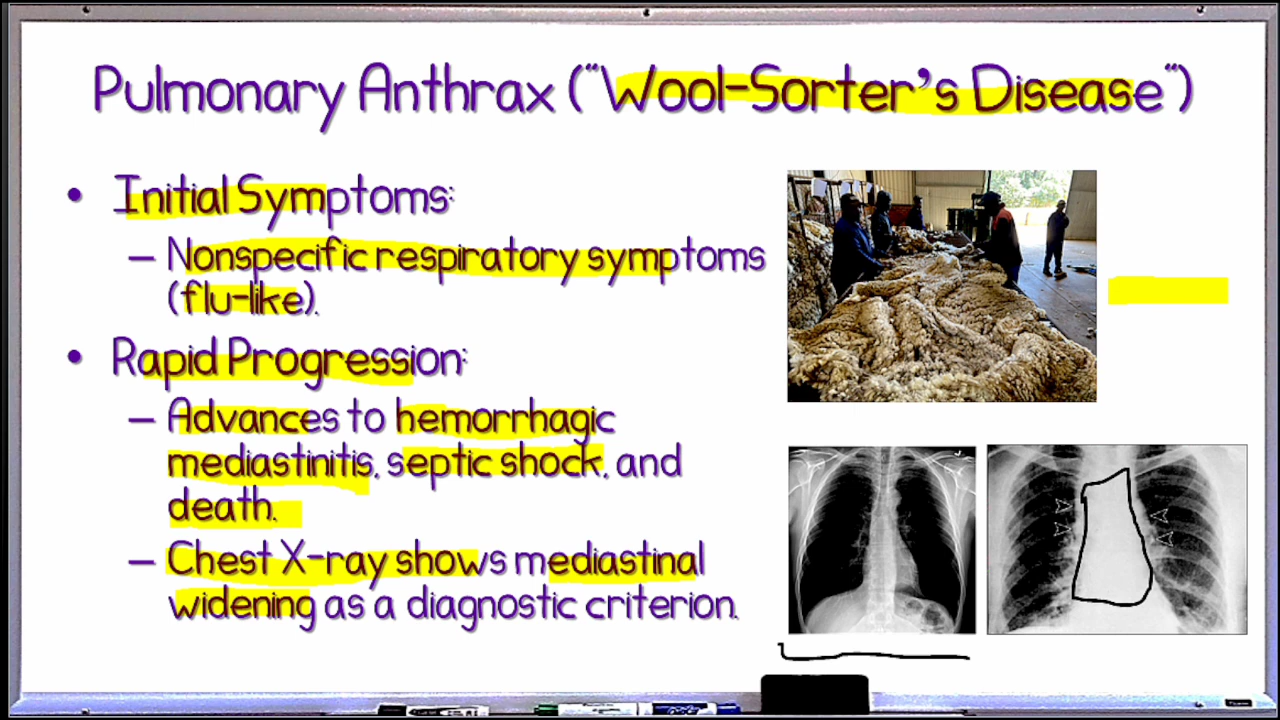 Pulmonary Anthrax ("Wool-Sorter's Disease")
• Initial Symptoms:
– Nonspecific respiratory symptoms
(flu-like).
• Rapid Progression:
– Advances to hemorrhagic
mediastinitis, septic shock, and
death.
– Chest X-ray shows mediastinal
widening as a diagnostic criterion.